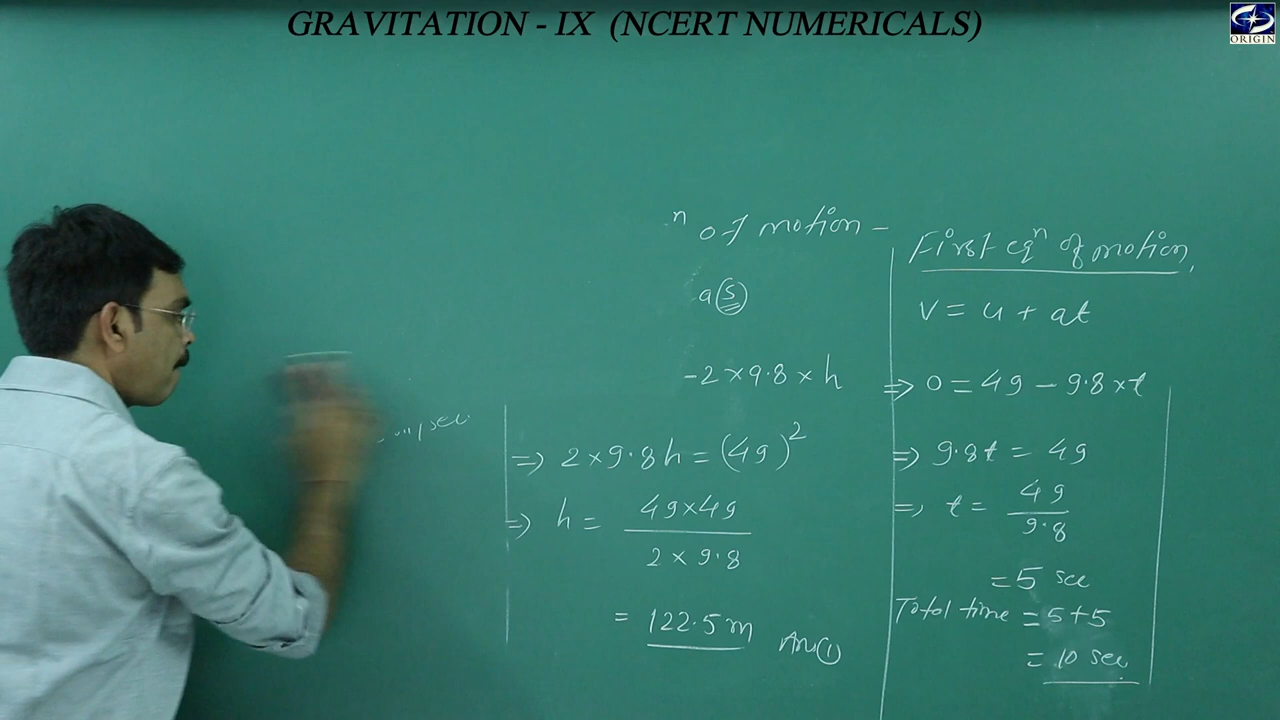 GRAVITATION - IX (NCERT NUMERICALS)
ORIGIN
n of motion -
a(S)
-2 × 9.8 × h
⇒ 2 × 9.8 h = (49)²
⇒ h = 49 × 49
2 × 9.8
= 122.5 m Ans (1)
First eqⁿ of motion,
v = u + at
⇒ 0 = 49 - 9.8 × t
⇒ 9.8t = 49
⇒ t = 49
9.8
= 5 sec
Total time = 5 + 5
= 10 sec